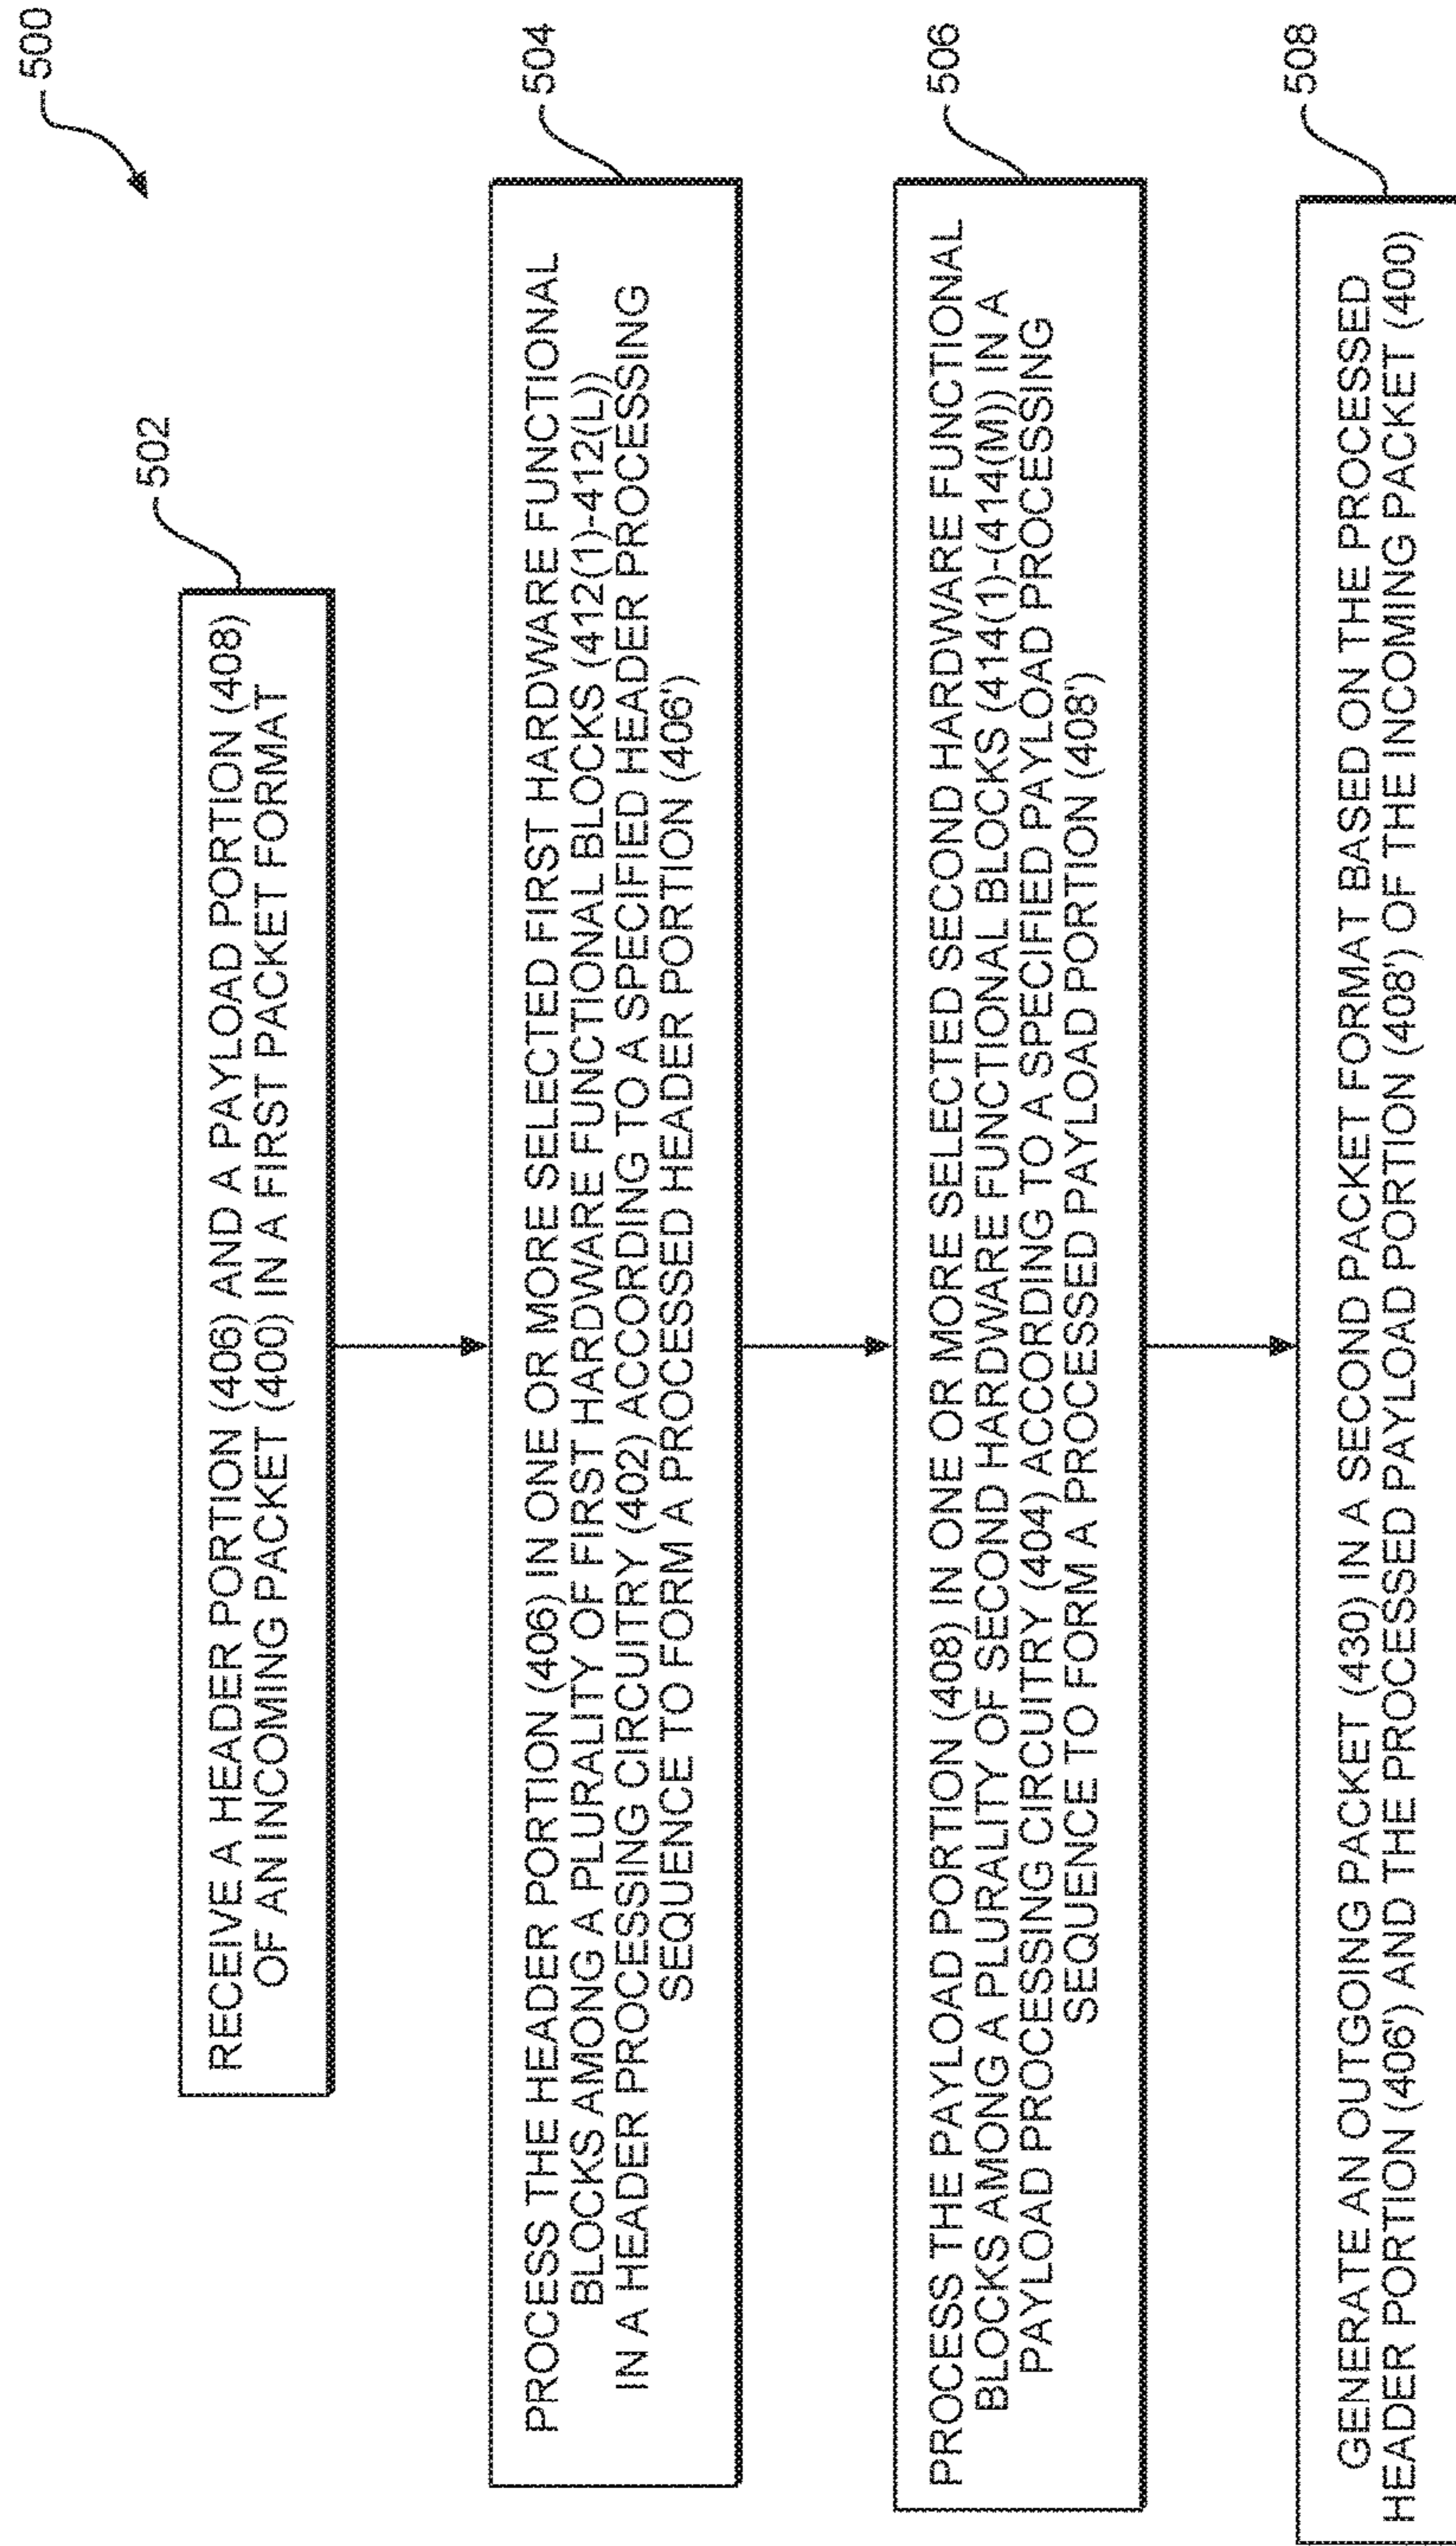 500
502
RECEIVE A HEADER PORTION (406) AND A PAYLOAD PORTION (408)
OF AN INCOMING PACKET (400) IN A FIRST PACKET FORMAT
504
PROCESS THE HEADER PORTION (406) IN ONE OR MORE SELECTED FIRST HARDWARE FUNCTIONAL
BLOCKS AMONG A PLURALITY OF FIRST HARDWARE FUNCTIONAL BLOCKS (412(1)-412(L))
IN A HEADER PROCESSING CIRCUITRY (402) ACCORDING TO A SPECIFIED HEADER PROCESSING
SEQUENCE TO FORM A PROCESSED HEADER PORTION (406')
506
PROCESS THE PAYLOAD PORTION (408) IN ONE OR MORE SELECTED SECOND HARDWARE FUNCTIONAL
BLOCKS AMONG A PLURALITY OF SECOND HARDWARE FUNCTIONAL BLOCKS (414(1)-(414(M)) IN A
PAYLOAD PROCESSING CIRCUITRY (404) ACCORDING TO A SPECIFIED PAYLOAD PROCESSING
SEQUENCE TO FORM A PROCESSED PAYLOAD PORTION (408')
508
GENERATE AN OUTGOING PACKET (430) IN A SECOND PACKET FORMAT BASED ON THE PROCESSED
HEADER PORTION (406') AND THE PROCESSED PAYLOAD PORTION (408') OF THE INCOMING PACKET (400)